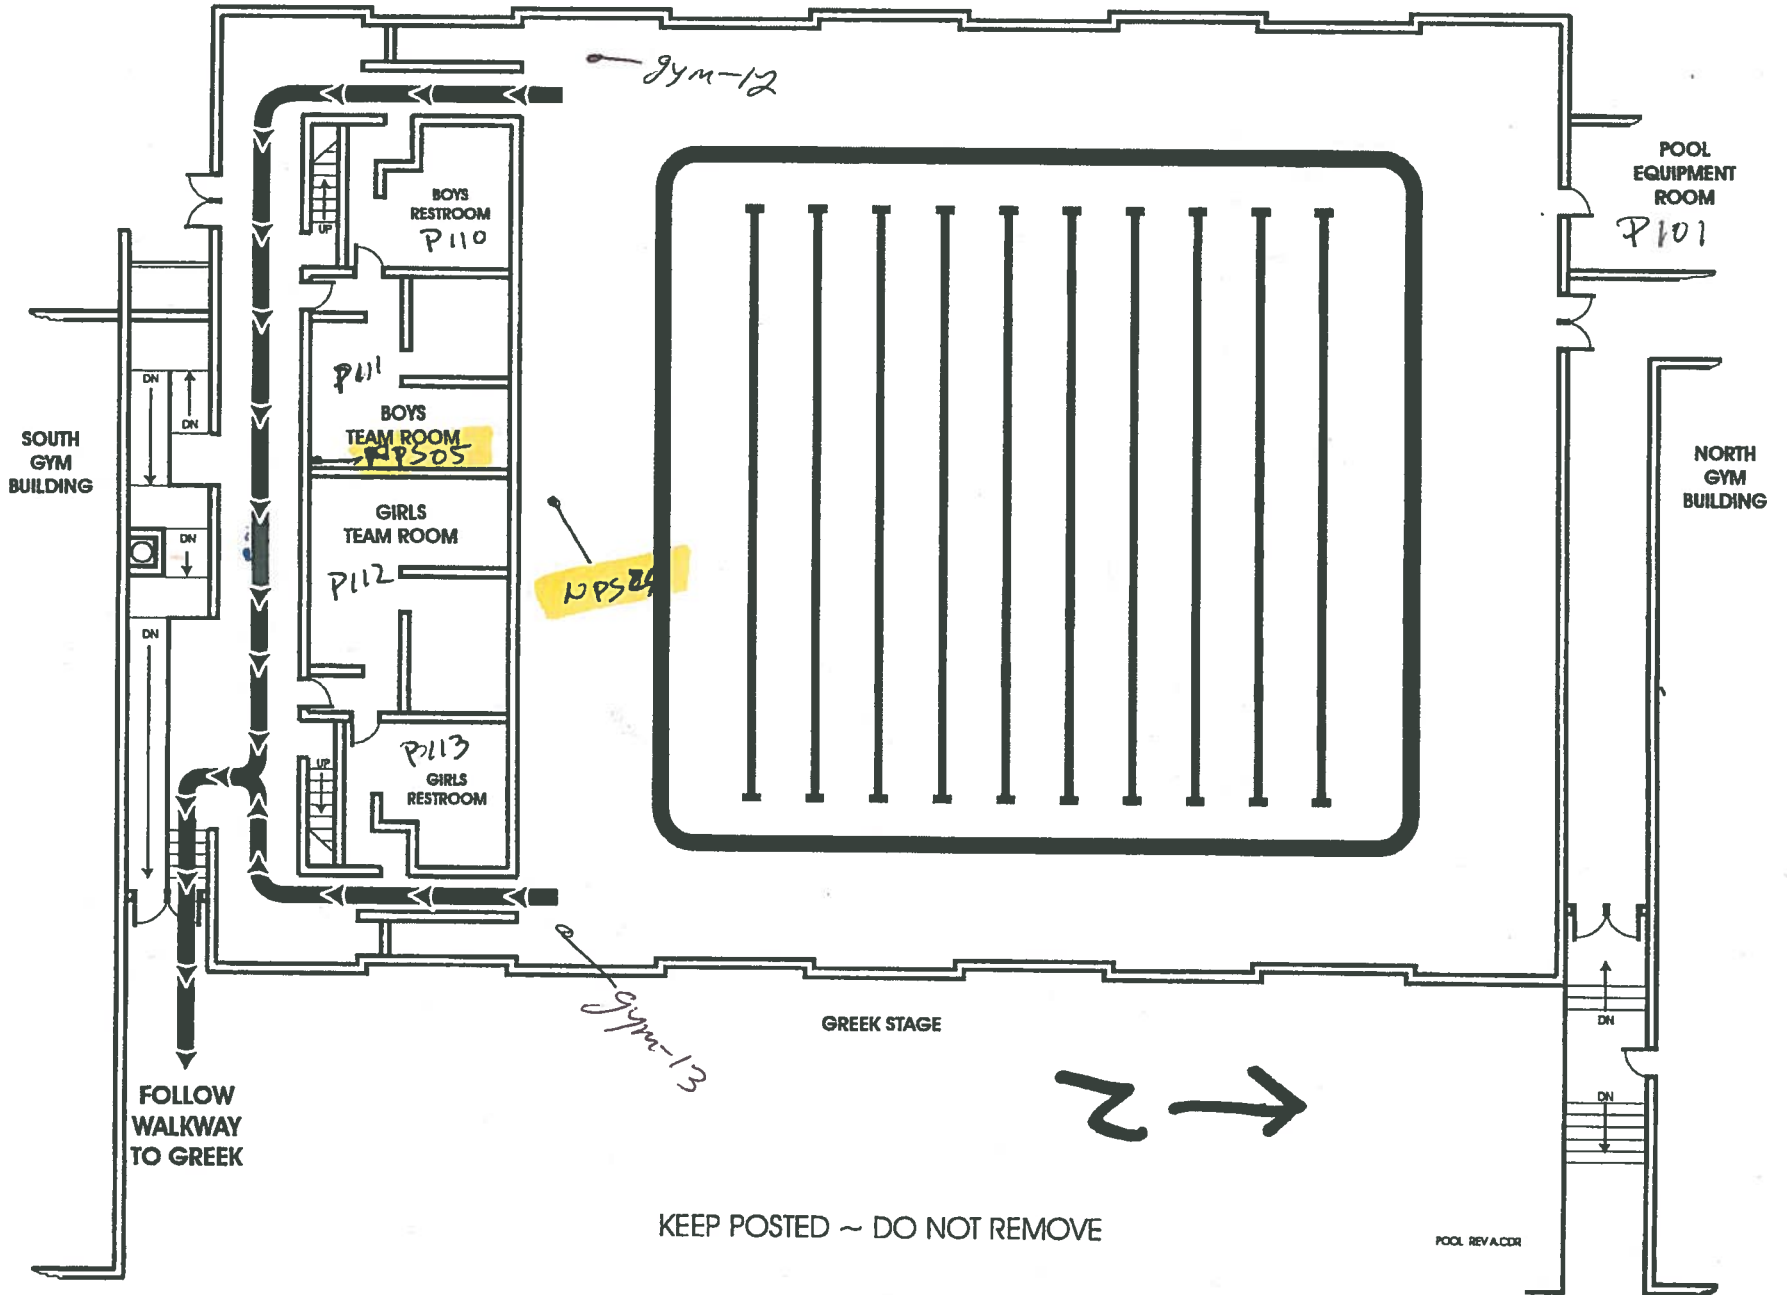 gym-12
POOL
EQUIPMENT
ROOM
P101
BOYS
RESTROOM
P110
UP
P111
BOYS
TEAM ROOM
DN
DN
SOUTH
GYM
BUILDING
NORTH
GYM
BUILDING
GIRLS
TEAM ROOM
P112
DN
DN
P113
GIRLS
RESTROOM
UP
gym-13
GREEK STAGE
DN
DN
FOLLOW
WALKWAY
TO GREEK
N
KEEP POSTED ~ DO NOT REMOVE
POOL REV A.CDR